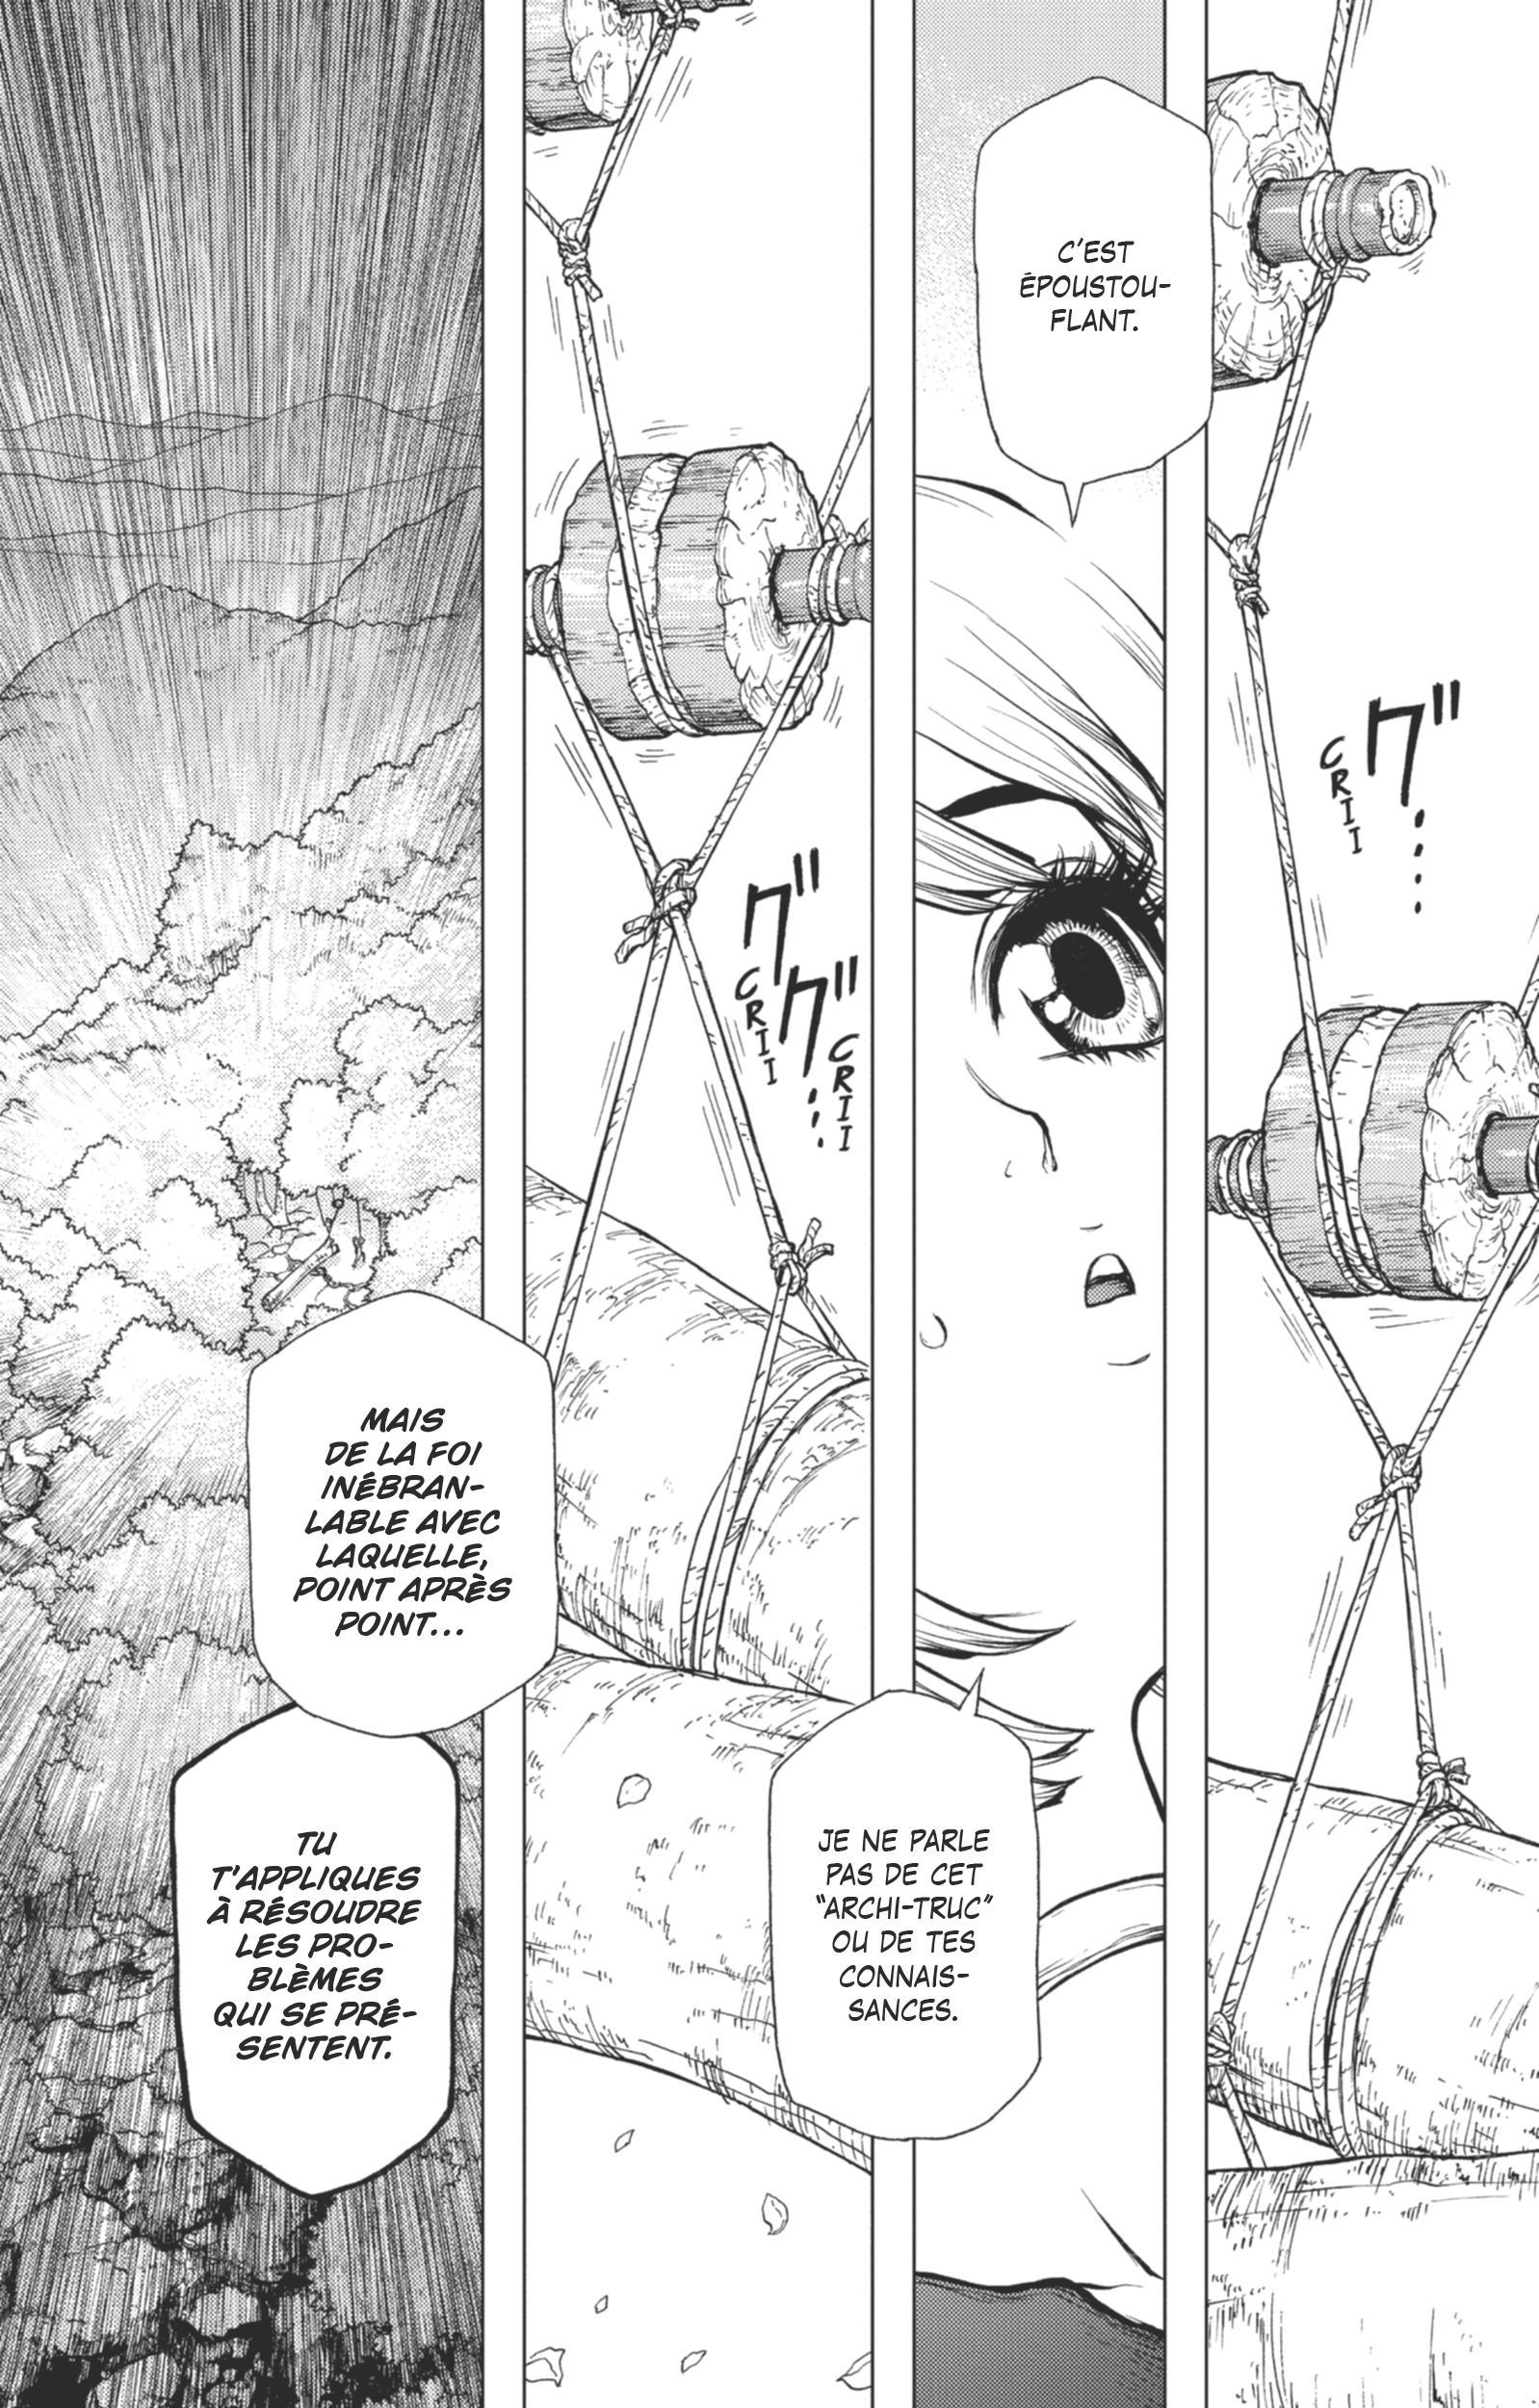 グ…
CRII
C'EST
ÉPOUSTOU-
FLANT.
JE NE PARLE
PAS DE CET
"ARCHI-TRUC"
OU DE TES
CONNAIS-
SANCES.
ググ…
CRII
CRII
MAIS
DE LA FOI
INÉBRAN-
LABLE AVEC
LAQUELLE,
POINT APRÈS
POINT...
TU
T'APPLIQUES
À RÉSOUDRE
LES PRO-
BLÈMES
QUI SE PRÉ-
SENTENT.